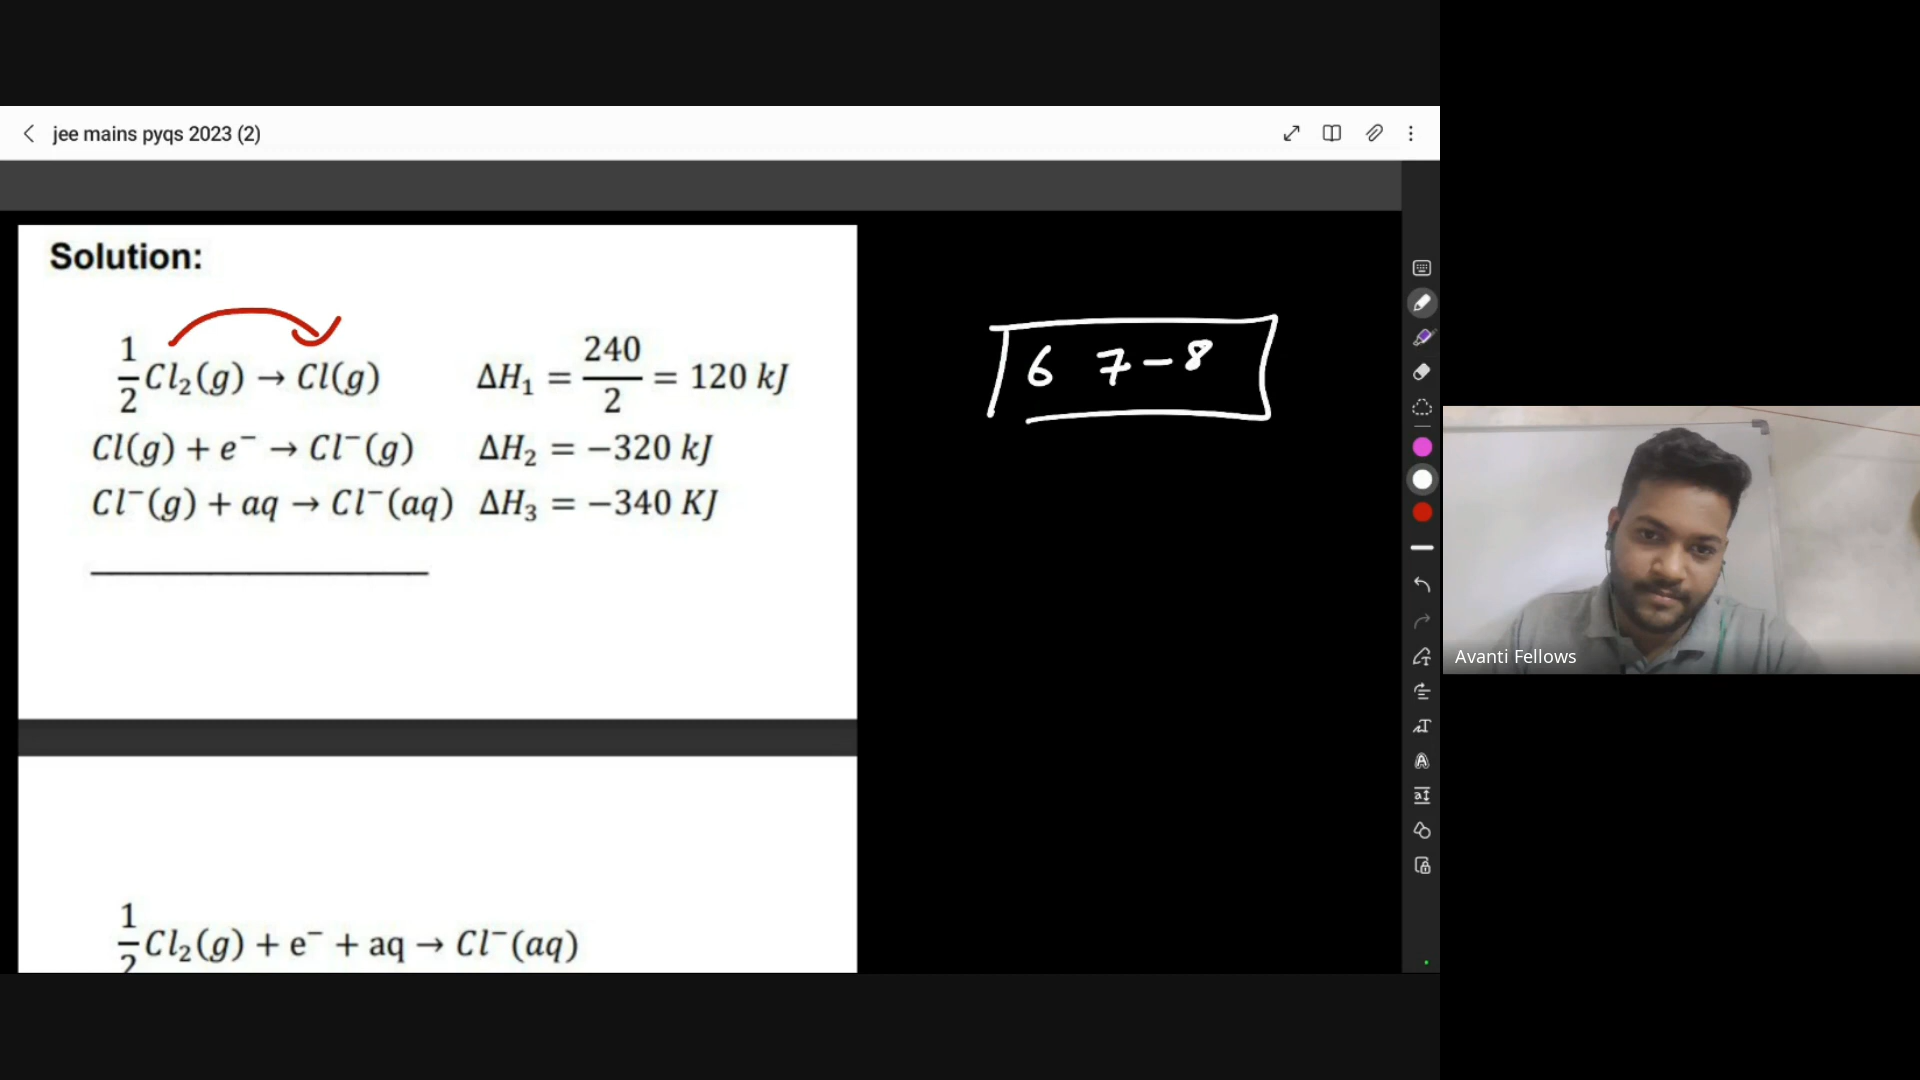 jee mains pyqs 2023 (2)
Solution:
1/2 Cl₂(g) → Cl(g) ΔH₁ = 240/2 = 120 kJ
Cl(g) + e⁻ → Cl⁻(g) ΔH₂ = −320 kJ
Cl⁻(g) + aq → Cl⁻(aq) ΔH₃ = −340 KJ
1/2 Cl₂(g) + e⁻ + aq → Cl⁻(aq)
6 7-8
Avanti Fellows